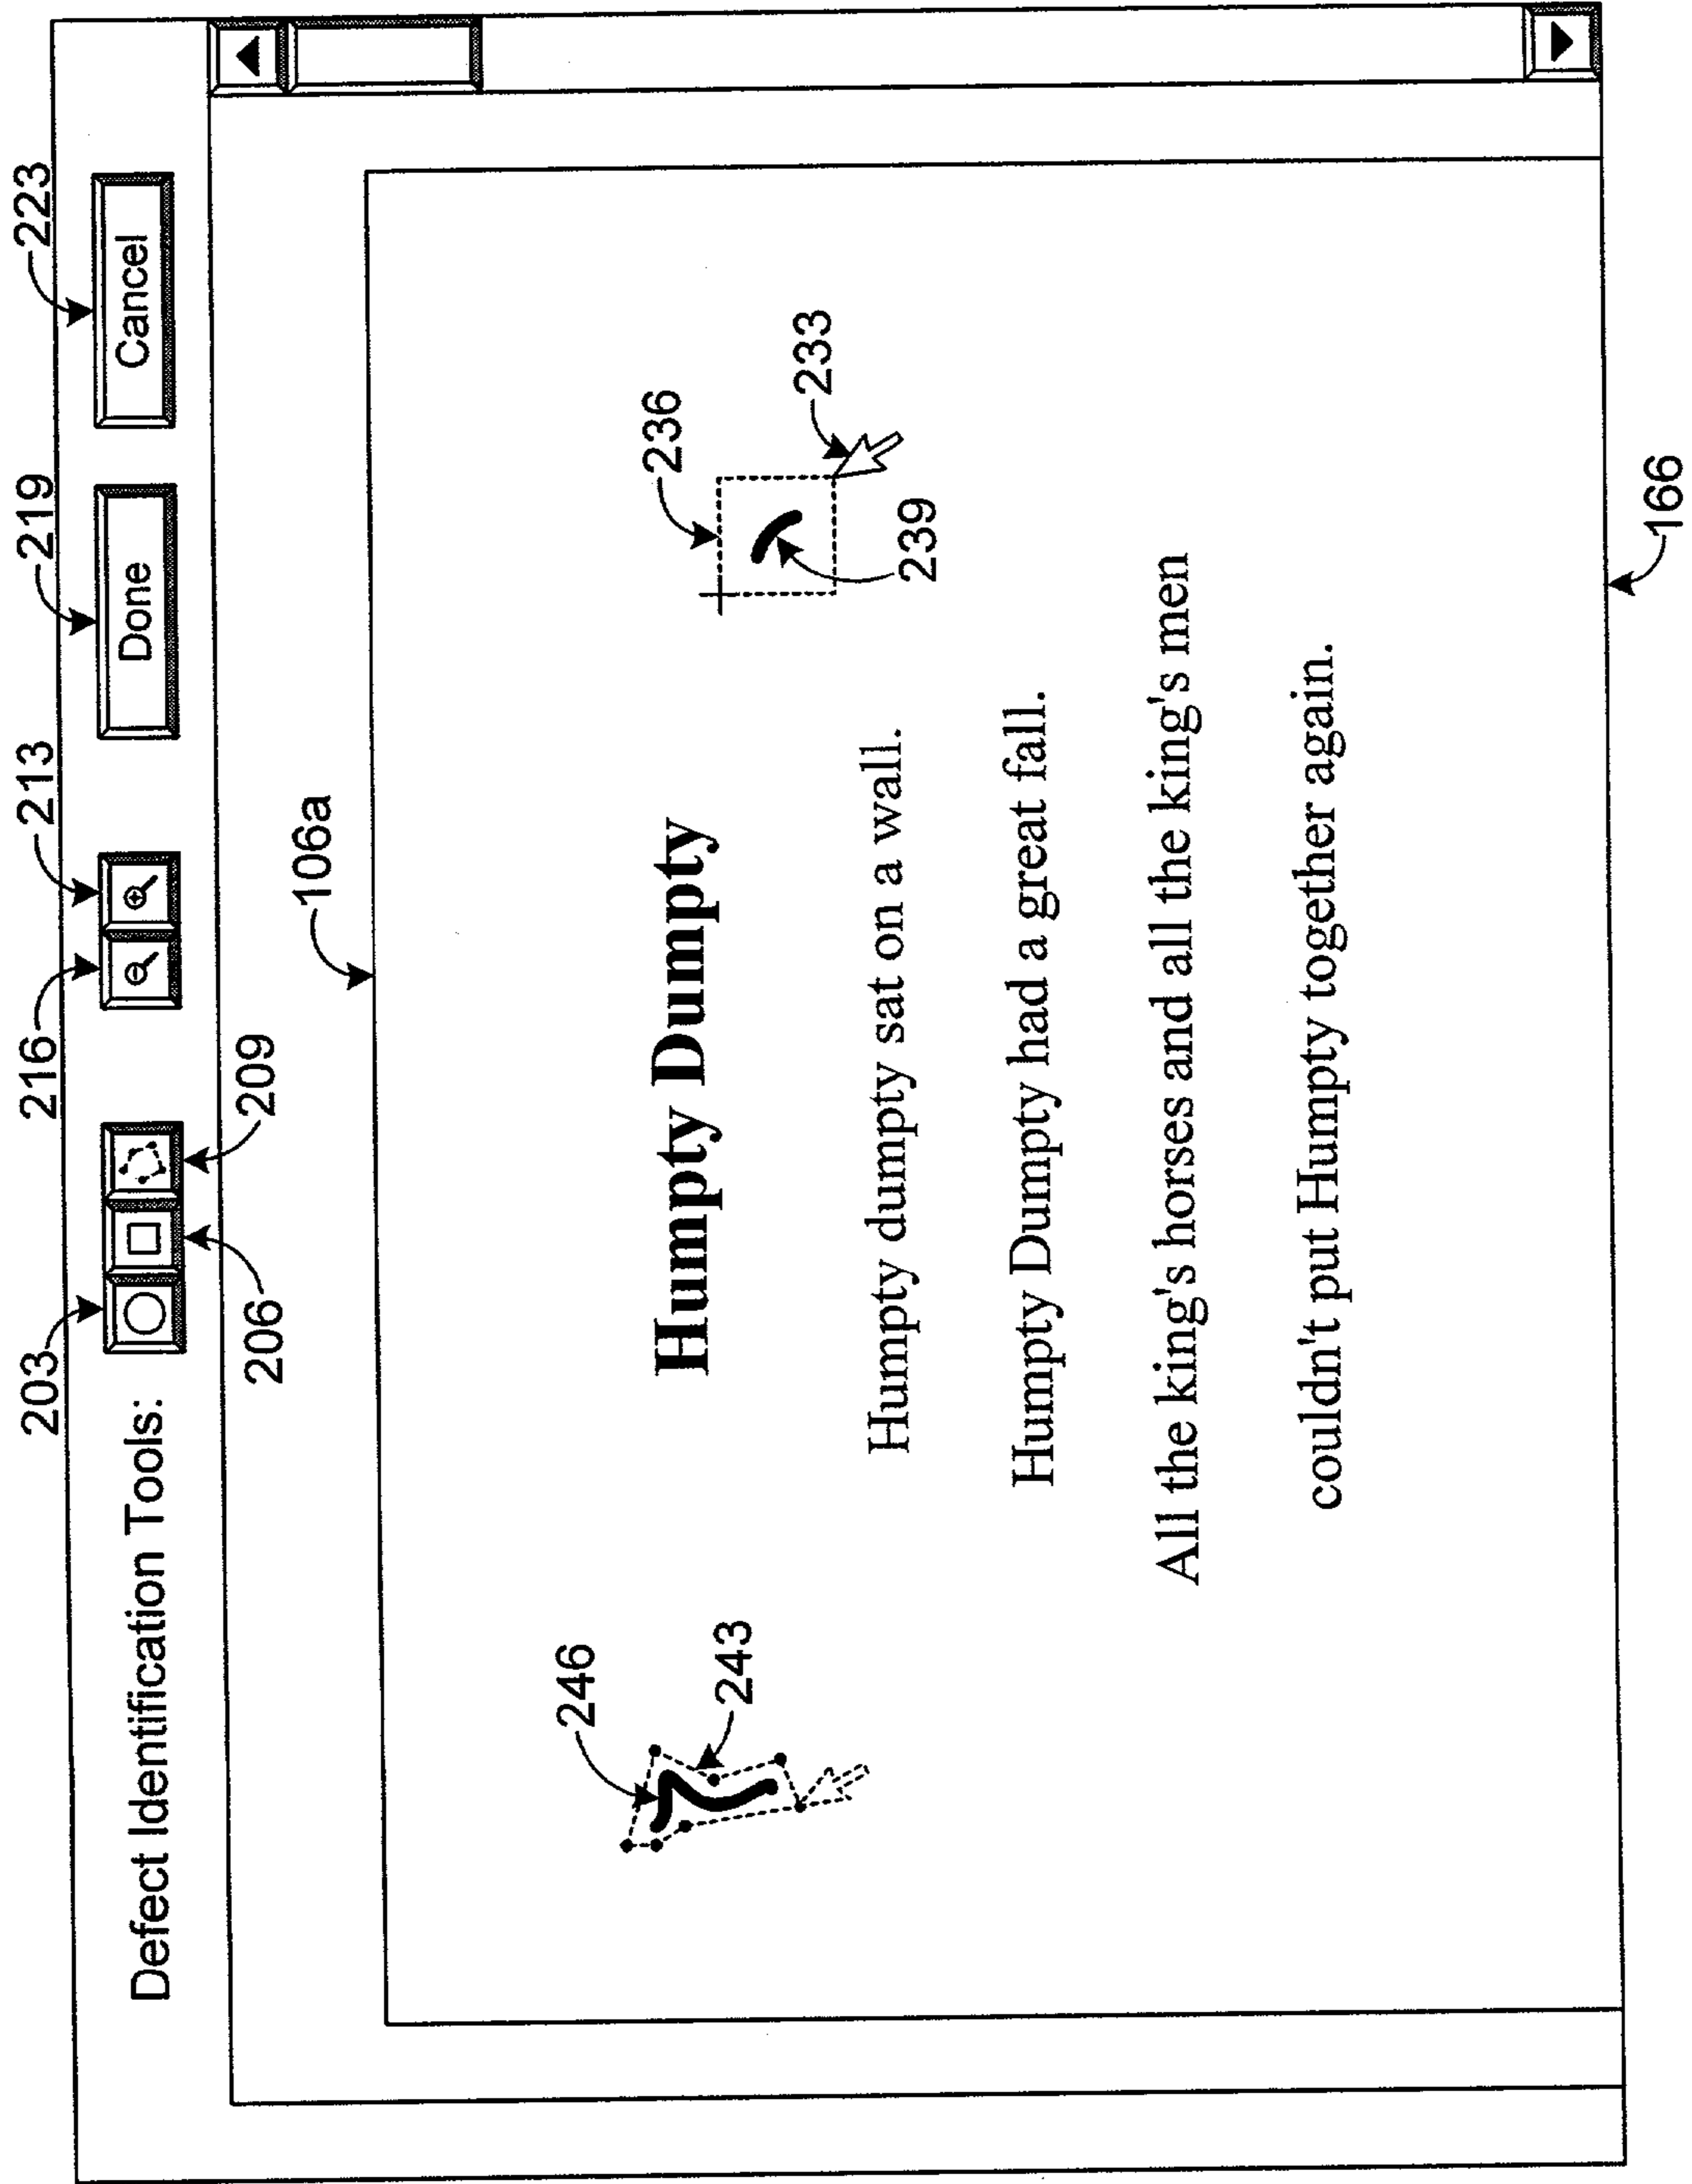 203 216 213 219 223
Defect Identification Tools: Done Cancel
206 209
106a
246
243
236
233
239
Humpty Dumpty
Humpty dumpty sat on a wall.
Humpty Dumpty had a great fall.
All the king's horses and all the king's men
couldn't put Humpty together again.
166